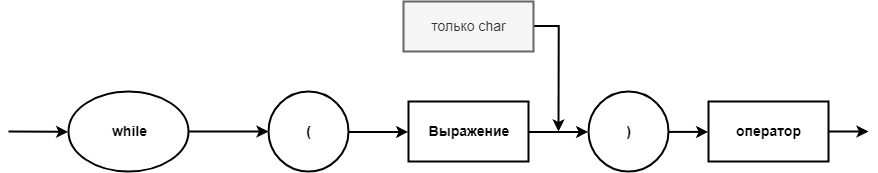 только char
while
(
Выражение
)
оператор